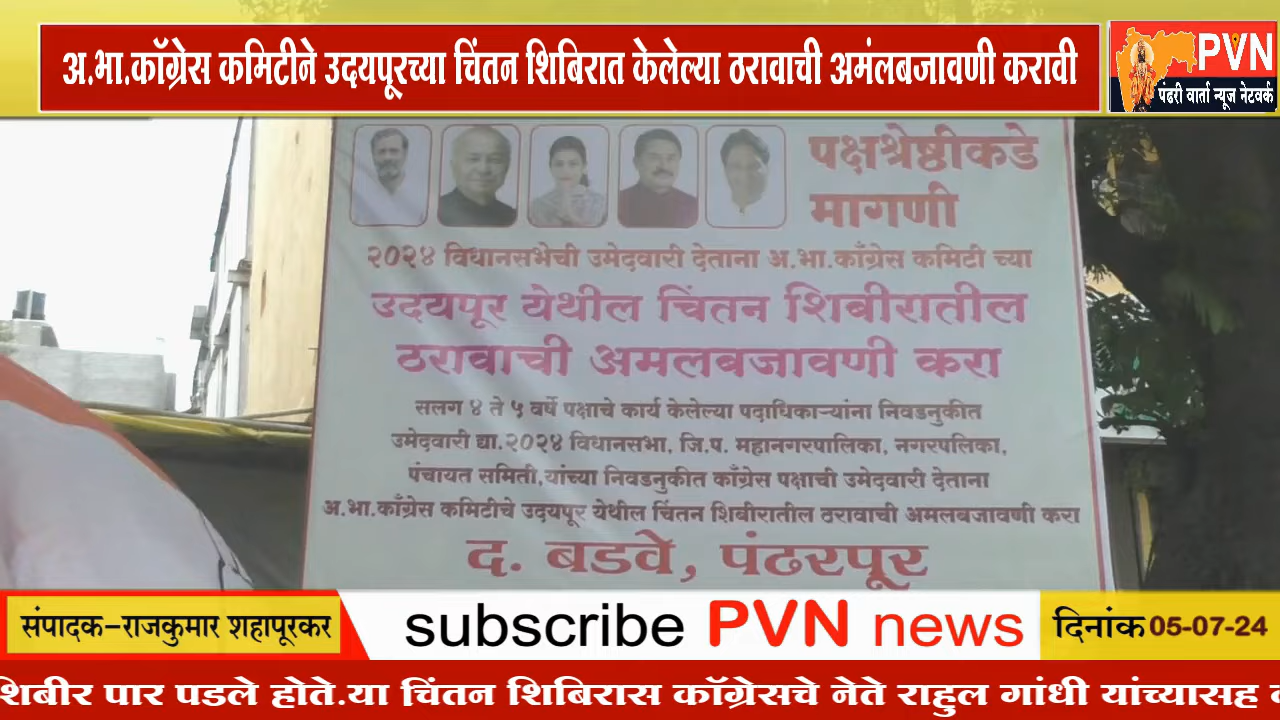 अ.भा.कॉग्रेस कमिटीने उदयपूरच्या चिंतन शिबिरात केलेल्या ठरावाची अमंलबजावणी करावी
PVN
पंढरी वार्ता न्यूज नेटवर्क
पक्षश्रेष्ठीकडे
मागणी
२०२४ विधानसभेची उमेदवारी देताना अ.भा.काँग्रेस कमिटी च्या
उदयपूर येथील चिंतन शिबीरातील
ठरावाची अमलबजावणी करा
सलग ४ ते ५ वर्षे पक्षाचे कार्य केलेल्या पदाधिकाऱ्यांना निवडनुकीत
उमेदवारी द्या.२०२४ विधानसभा, जि.प. महानगरपालिका, नगरपलिका,
पंचायत समिती,यांच्या निवडनुकीत काँग्रेस पक्षाची उमेदवारी देताना
अ.भा.काँग्रेस कमिटीचे उदयपूर येथील चिंतन शिबीरातील ठरावाची अमलबजावणी करा
द. बडवे, पंढरपूर
संपादक-राजकुमार शहापूरकर
subscribe PVN news
दिनांक 05-07-24
शिबीर पार पडले होते.या चिंतन शिबिरास कॉग्रेसचे नेते राहुल गांधी यांच्यासह